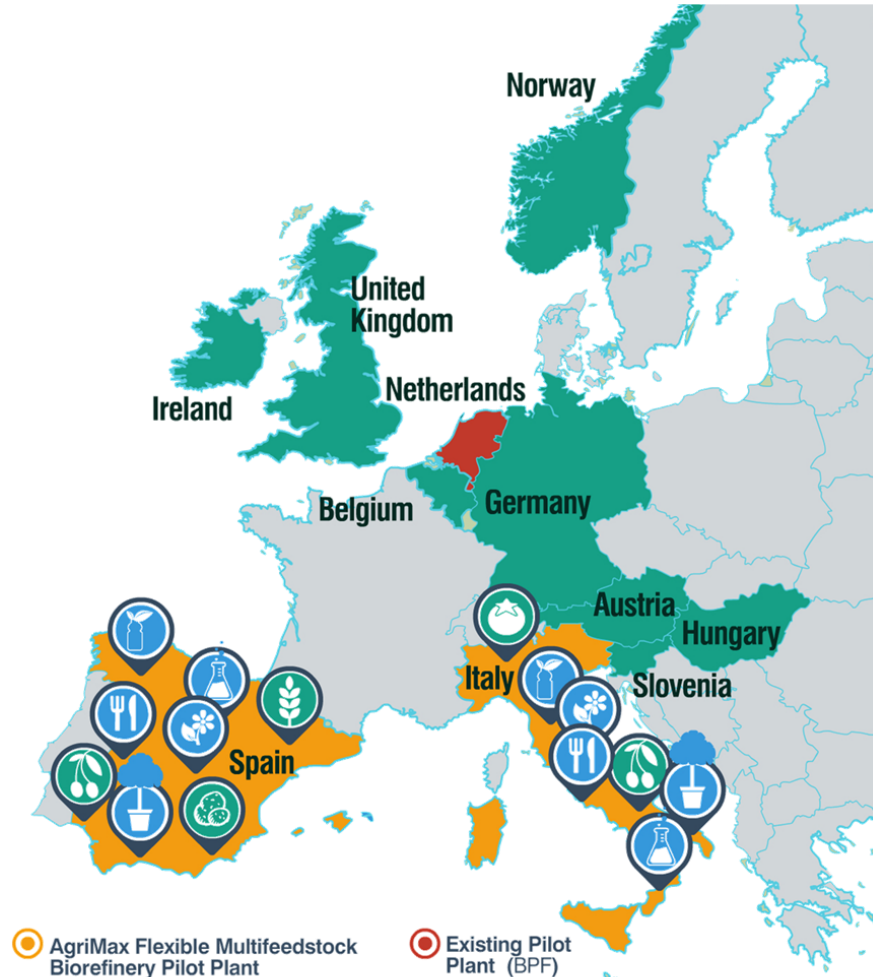 Norway
United
Kingdom
Ireland
Netherlands
Belgium
Germany
Austria
Hungary
Italy
Slovenia
Spain
AgriMax Flexible Multifeedstock
Biorefinery Pilot Plant
Existing Pilot
Plant (BPF)